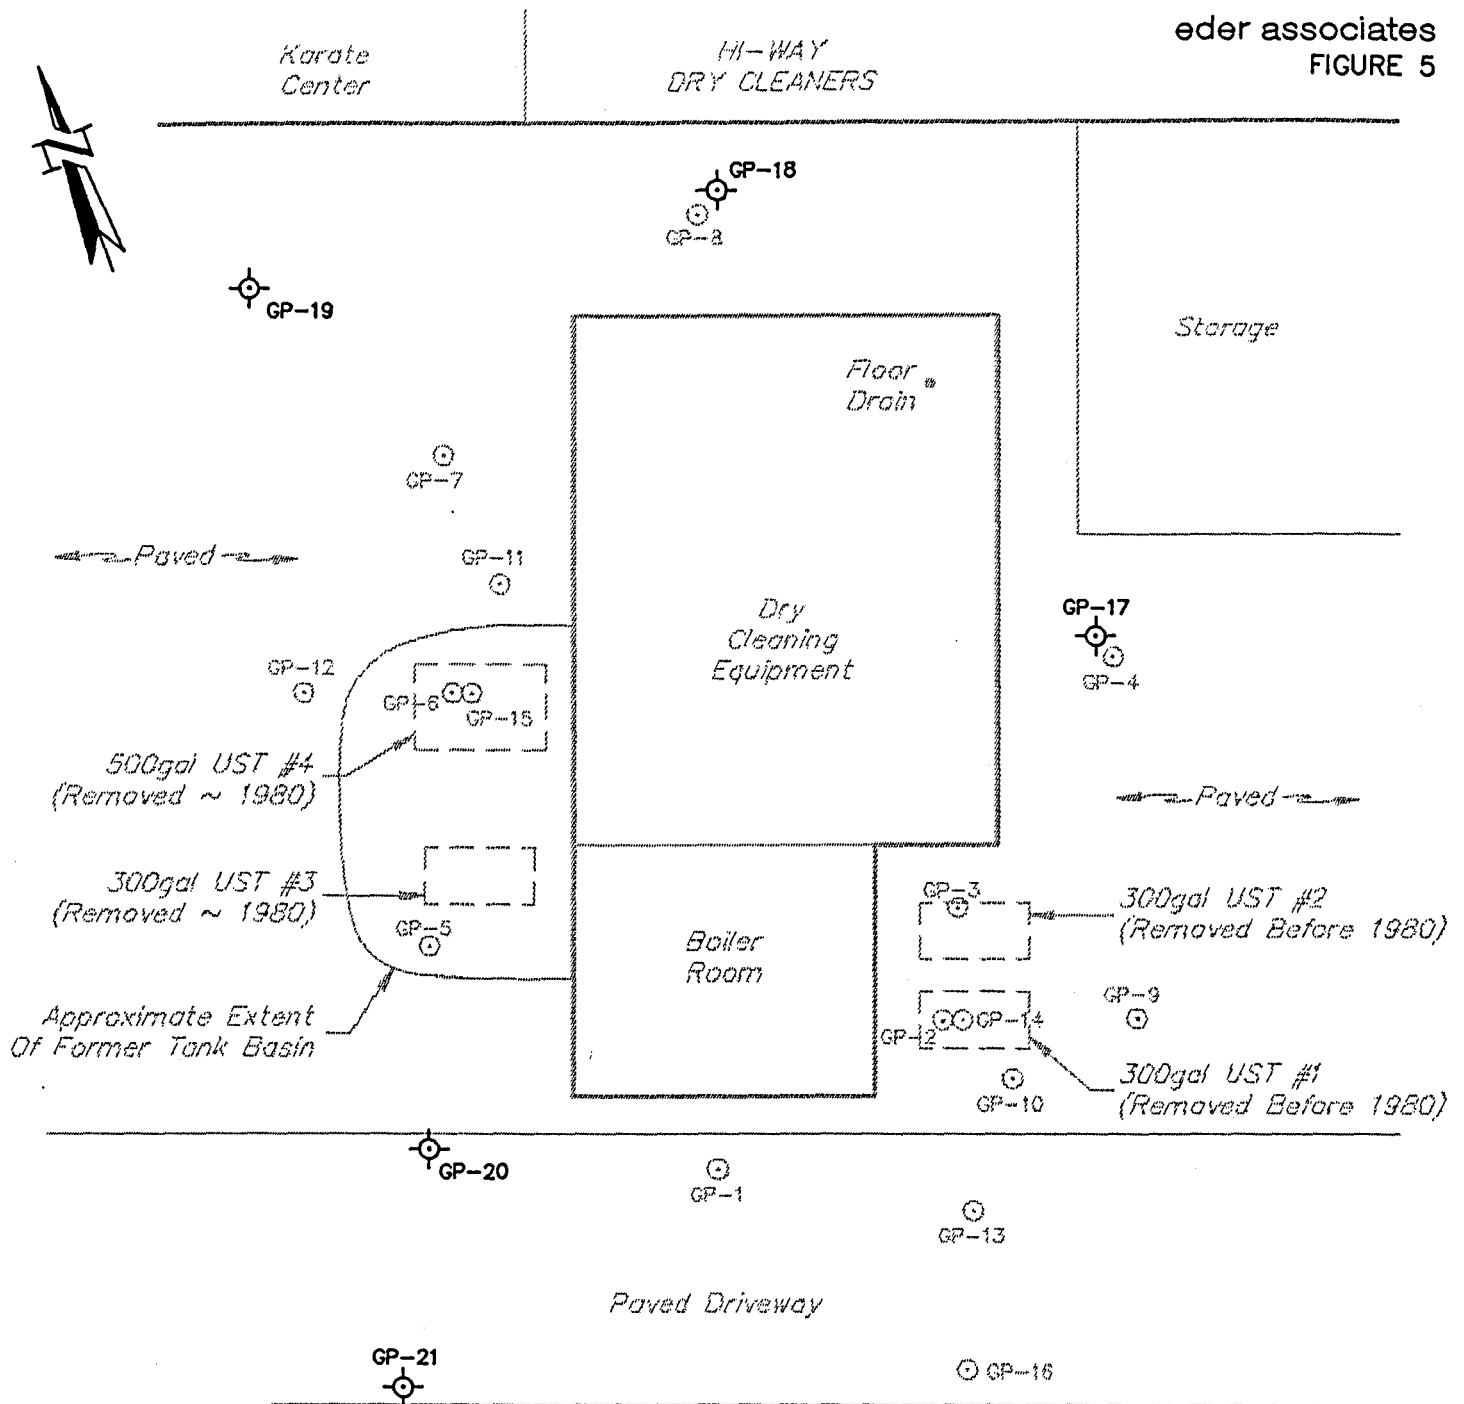 eder associates
FIGURE 5
Karate
Center
HI-WAY
DRY CLEANERS
N
GP-18
GP-8
GP-19
Storage
Floor
Drain
GP-7
Paved
GP-11
GP-17
GP-4
Dry
Cleaning
Equipment
GP-12
GP-6
GP-15
500gal UST #4
(Removed ~ 1980)
Paved
300gal UST #3
(Removed ~ 1980)
GP-5
GP-3
300gal UST #2
(Removed Before 1980)
Boiler
Room
GP-9
Approximate Extent
Of Former Tank Basin
GP-2
GP-14
300gal UST #1
(Removed Before 1980)
GP-10
GP-20
GP-1
GP-13
Paved Driveway
GP-21
GP-16